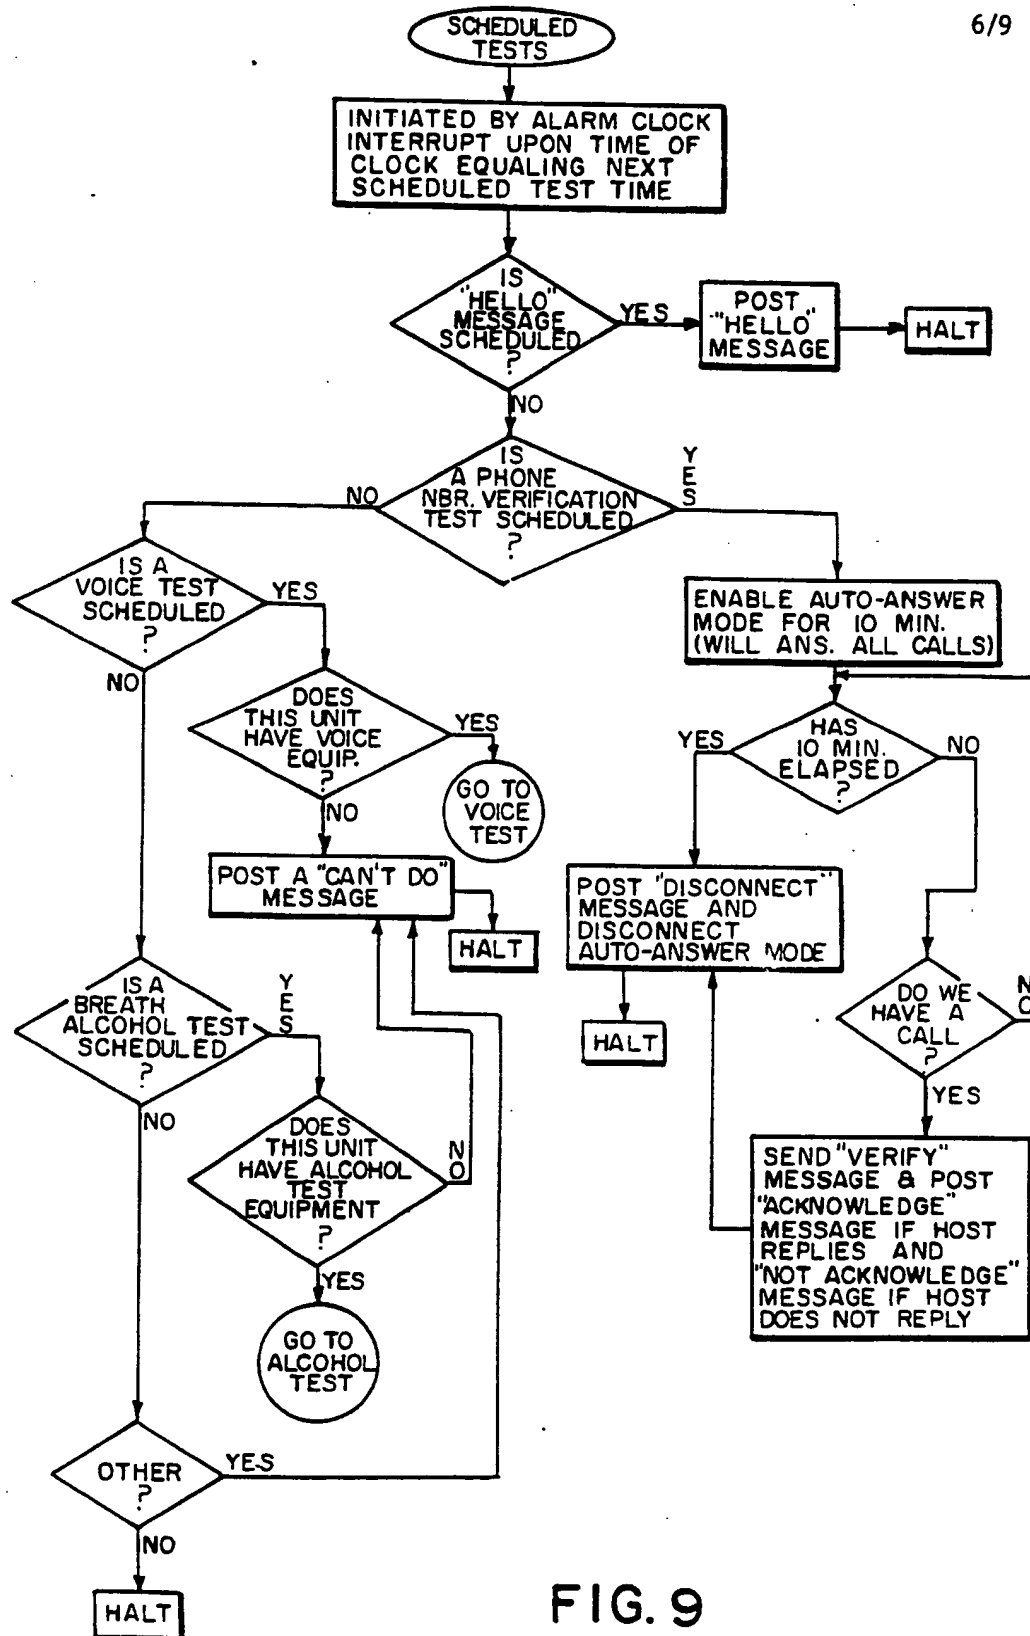 6/9
SCHEDULED
TESTS
INITIATED BY ALARM CLOCK
INTERRUPT UPON TIME OF
CLOCK EQUALING NEXT
SCHEDULED TEST TIME
IS
"HELLO"
MESSAGE
SCHEDULED
?
YES
POST
"HELLO"
MESSAGE
HALT
NO
IS
A PHONE
NBR. VERIFICATION
TEST SCHEDULED
?
NO
YES
IS A
VOICE TEST
SCHEDULED
?
YES
NO
ENABLE AUTO-ANSWER
MODE FOR 10 MIN.
(WILL ANS. ALL CALLS)
DOES
THIS UNIT
HAVE VOICE
EQUIP.
?
YES
NO
GO TO
VOICE
TEST
HAS
10 MIN.
ELAPSED
?
YES
NO
POST A "CAN'T DO"
MESSAGE
HALT
POST "DISCONNECT"
MESSAGE AND
DISCONNECT
AUTO-ANSWER MODE
HALT
DO WE
HAVE A
CALL
?
NO
YES
IS A
BREATH
ALCOHOL TEST
SCHEDULED
?
YES
NO
DOES
THIS UNIT
HAVE ALCOHOL
TEST
EQUIPMENT
?
NO
YES
SEND "VERIFY"
MESSAGE & POST
"ACKNOWLEDGE"
MESSAGE IF HOST
REPLIES AND
"NOT ACKNOWLEDGE"
MESSAGE IF HOST
DOES NOT REPLY
GO TO
ALCOHOL
TEST
OTHER
?
YES
NO
HALT
FIG. 9